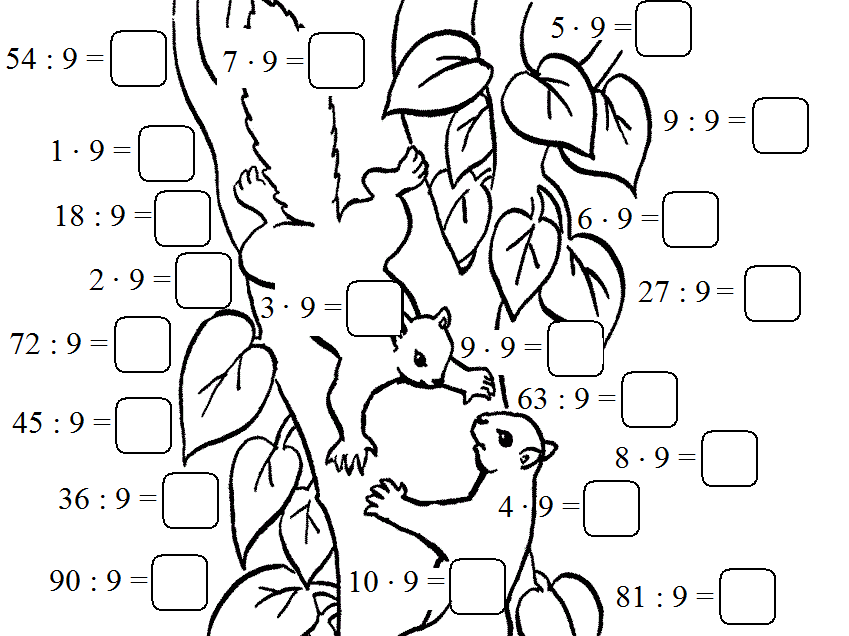 5 · 9 =
54 : 9 =
7 · 9 =
9 : 9 =
1 · 9 =
18 : 9 =
6 · 9 =
2 · 9 =
27 : 9 =
3 · 9 =
72 : 9 =
9 · 9 =
63 : 9 =
45 : 9 =
8 · 9 =
36 : 9 =
4 · 9 =
90 : 9 =
10 · 9 =
81 : 9 =